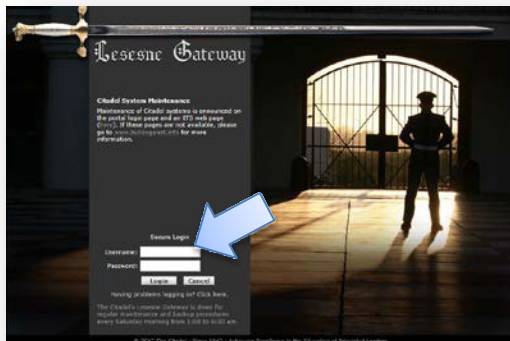 Lesesne Gateway
Citadel System Maintenance
Maintenance of Citadel systems is announced on
the portal login page and an ITS web page
(here). If these pages are not available, please
go to for more
information.
Secure Login
Username:
Password:
Login Cancel
Having problems logging in? Click here.
The Citadel's Lesesne Gateway is down for
regular maintenance and backup procedures
every Saturday morning from 1:00 to 6:00 am.